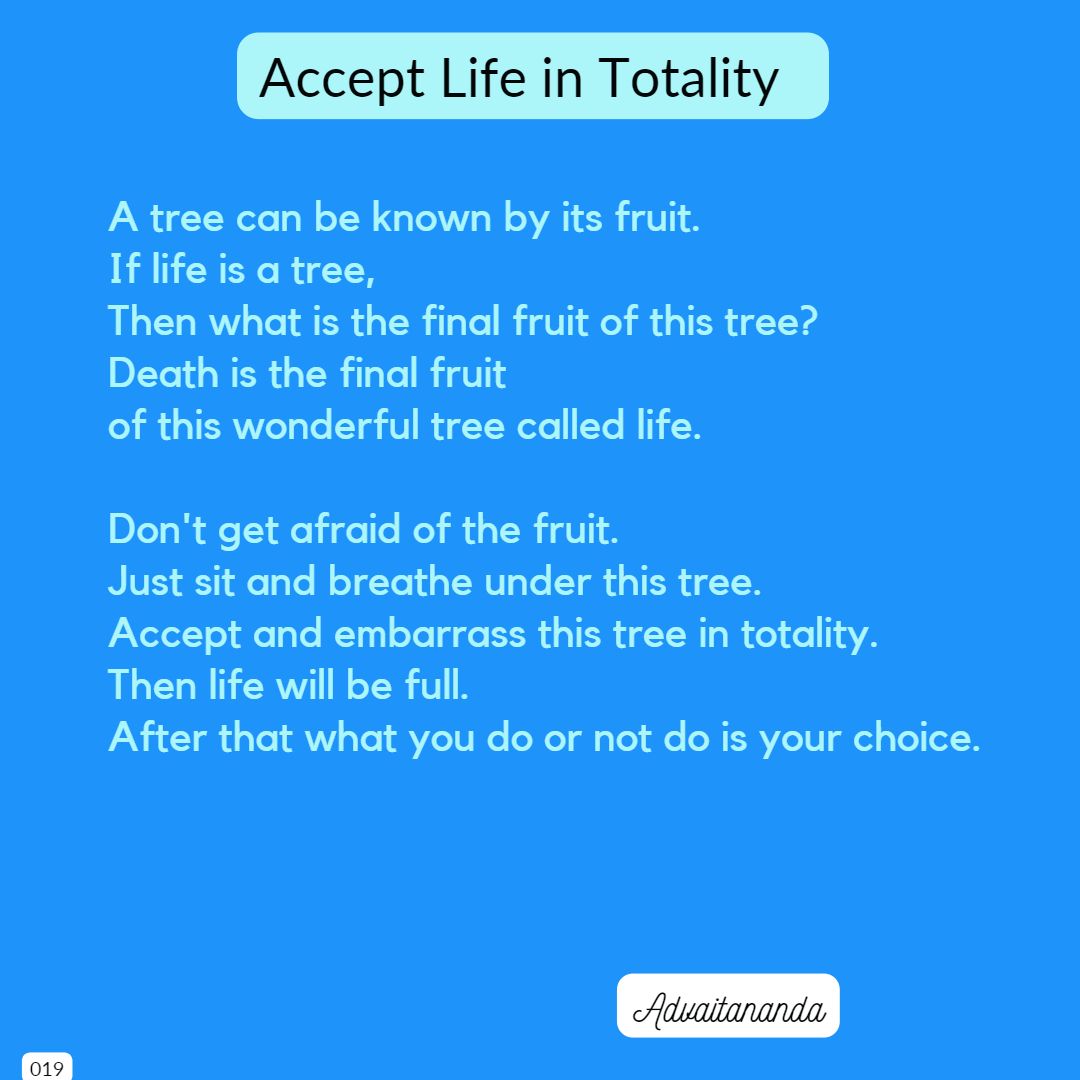 Accept Life in Totality
A tree can be known by its fruit.
If life is a tree,
Then what is the final fruit of this tree?
Death is the final fruit
of this wonderful tree called life.
Don't get afraid of the fruit.
Just sit and breathe under this tree.
Accept and embarrass this tree in totality.
Then life will be full.
After that what you do or not do is your choice.
Advaitananda
019